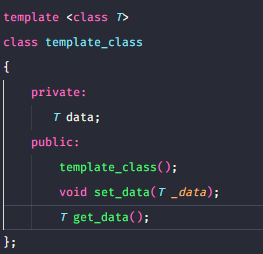 template <class T>
class template_class
{
private:
T data;
public:
template_class();
void set_data(T _data);
T get_data();
};